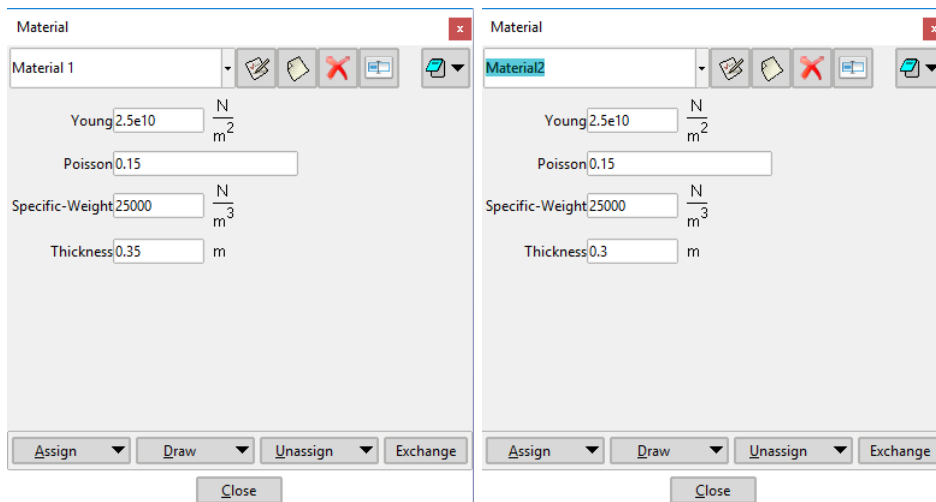 Material
x
Material 1
Young 2.5e10 N/m2
Poisson 0.15
Specific-Weight 25000 N/m3
Thickness 0.35 m
Assign Draw Unassign Exchange
Close
Material
x
Material2
Young 2.5e10 N/m2
Poisson 0.15
Specific-Weight 25000 N/m3
Thickness 0.3 m
Assign Draw Unassign Exchange
Close